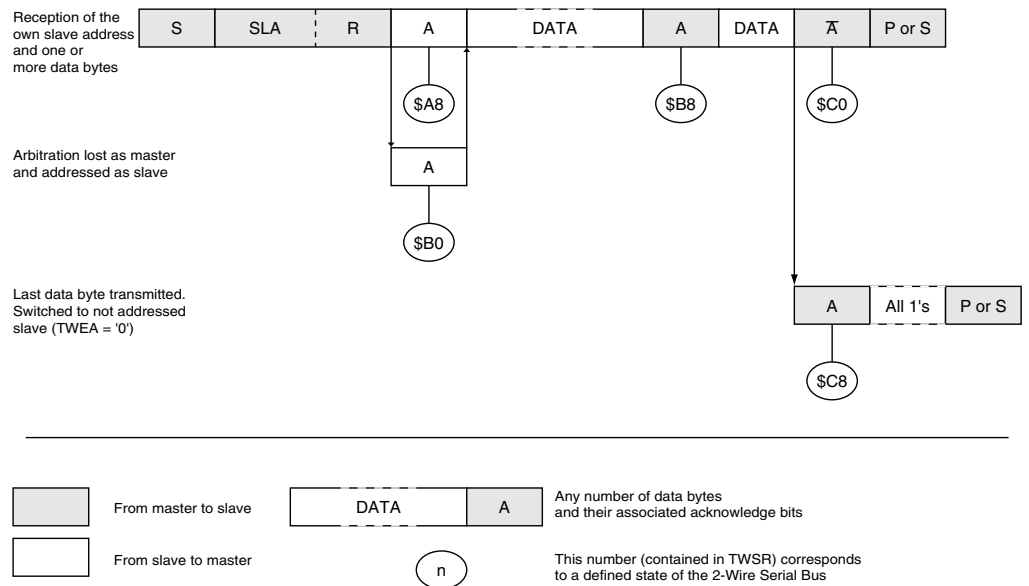 Reception of the
own slave address
and one or
more data bytes
S SLA R A DATA A DATA A̅ P or S
$A8 $B8 $C0
Arbitration lost as master
and addressed as slave
A
$B0
Last data byte transmitted.
Switched to not addressed
slave (TWEA = '0')
A All 1's P or S
$C8
From master to slave
DATA A
Any number of data bytes
and their associated acknowledge bits
From slave to master
n
This number (contained in TWSR) corresponds
to a defined state of the 2-Wire Serial Bus